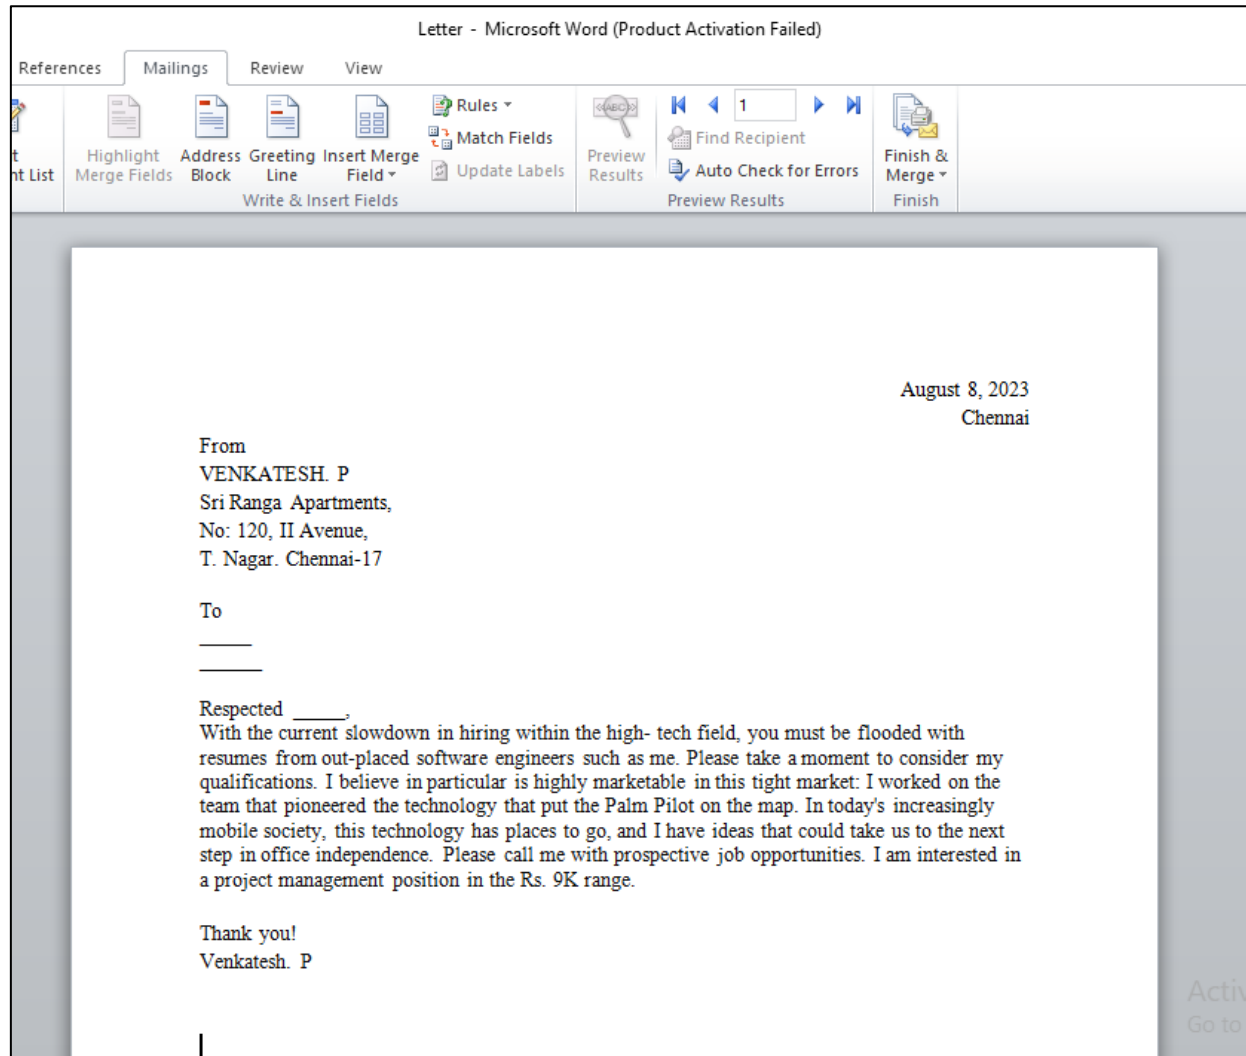 Letter - Microsoft Word (Product Activation Failed)
References Mailings Review View
Highlight Merge Fields
Address Block
Greeting Line
Insert Merge Field
Rules
Match Fields
Update Labels
Write & Insert Fields
«ABC»
Preview Results
1
Find Recipient
Auto Check for Errors
Preview Results
Finish & Merge
Finish
t
nt List
August 8, 2023
Chennai
From
VENKATESH. P
Sri Ranga Apartments,
No: 120, II Avenue,
T. Nagar. Chennai-17
To
_____
______
Respected _____,
With the current slowdown in hiring within the high- tech field, you must be flooded with
resumes from out-placed software engineers such as me. Please take a moment to consider my
qualifications. I believe in particular is highly marketable in this tight market: I worked on the
team that pioneered the technology that put the Palm Pilot on the map. In today's increasingly
mobile society, this technology has places to go, and I have ideas that could take us to the next
step in office independence. Please call me with prospective job opportunities. I am interested in
a project management position in the Rs. 9K range.
Thank you!
Venkatesh. P
Activ
Go to